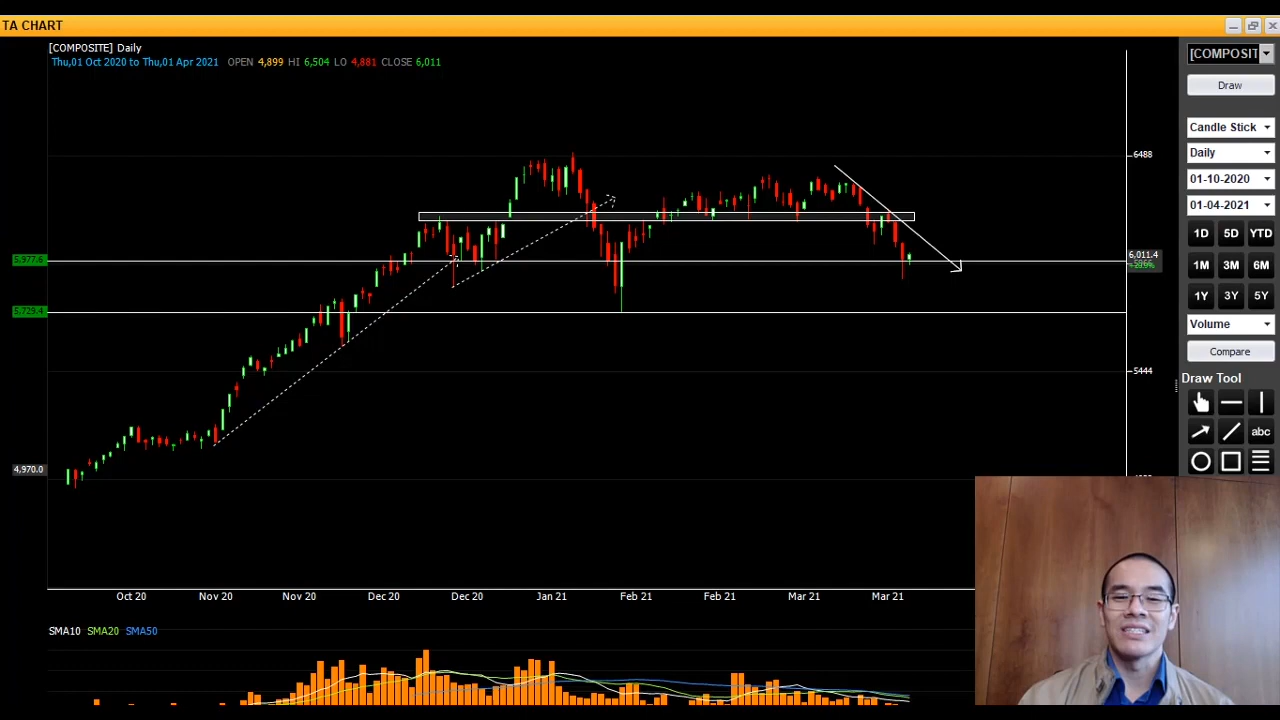 TA CHART
[COMPOSITE] Daily
Thu,01 Oct 2020 to Thu,01 Apr 2021 OPEN 4,899 HI 6,504 LO 4,881 CLOSE 6,011
[COMPOSIT
Draw
Candle Stick
Daily
01-10-2020
01-04-2021
1D 5D YTD
1M 3M 6M
1Y 3Y 5Y
Volume
Compare
Draw Tool
abc
6488
6,011.4
5444
5,977.6
4,970.0
Oct 20 Nov 20 Nov 20 Dec 20 Dec 20 Jan 21 Feb 21 Feb 21 Mar 21 Mar 21
SMA10 SMA20 SMA50